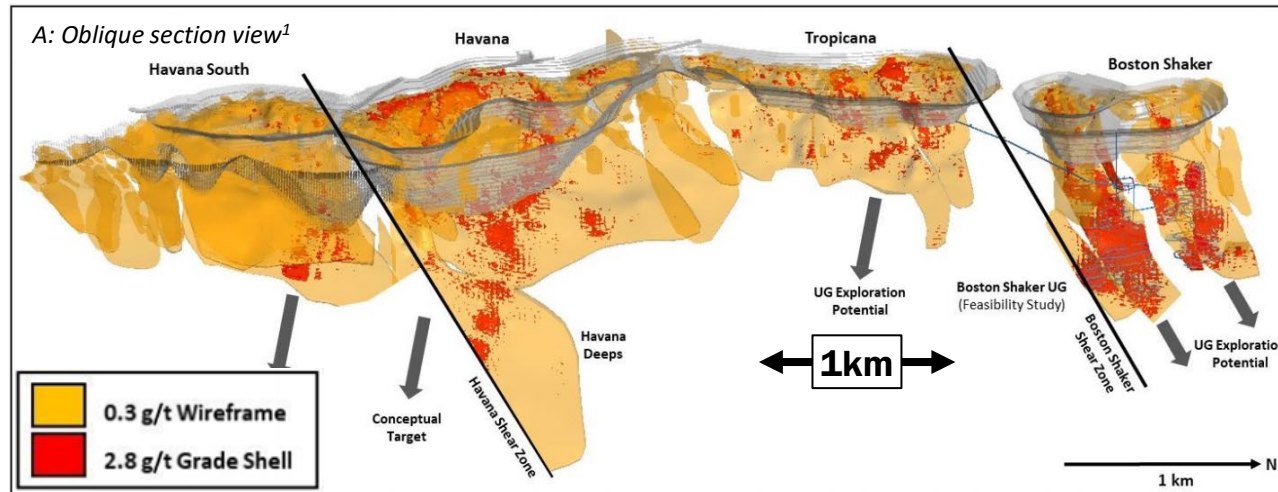 A: Oblique section view¹
Havana South
Havana
Tropicana
Boston Shaker
UG Exploration
Potential
Boston Shaker UG
(Feasibility Study)
Boston Shaker
Shear Zone
UG Exploration
Potential
Havana
Deeps
Havana Shear Zone
Conceptual
Target
1km
0.3 g/t Wireframe
2.8 g/t Grade Shell
N
1 km